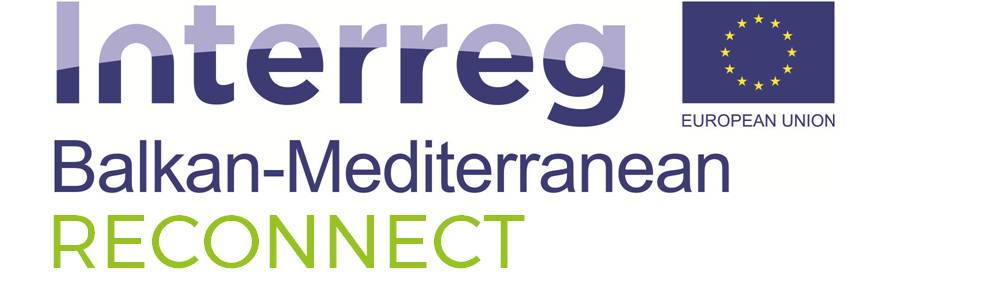 Interreg
EUROPEAN UNION
Balkan-Mediterranean
RECONNECT